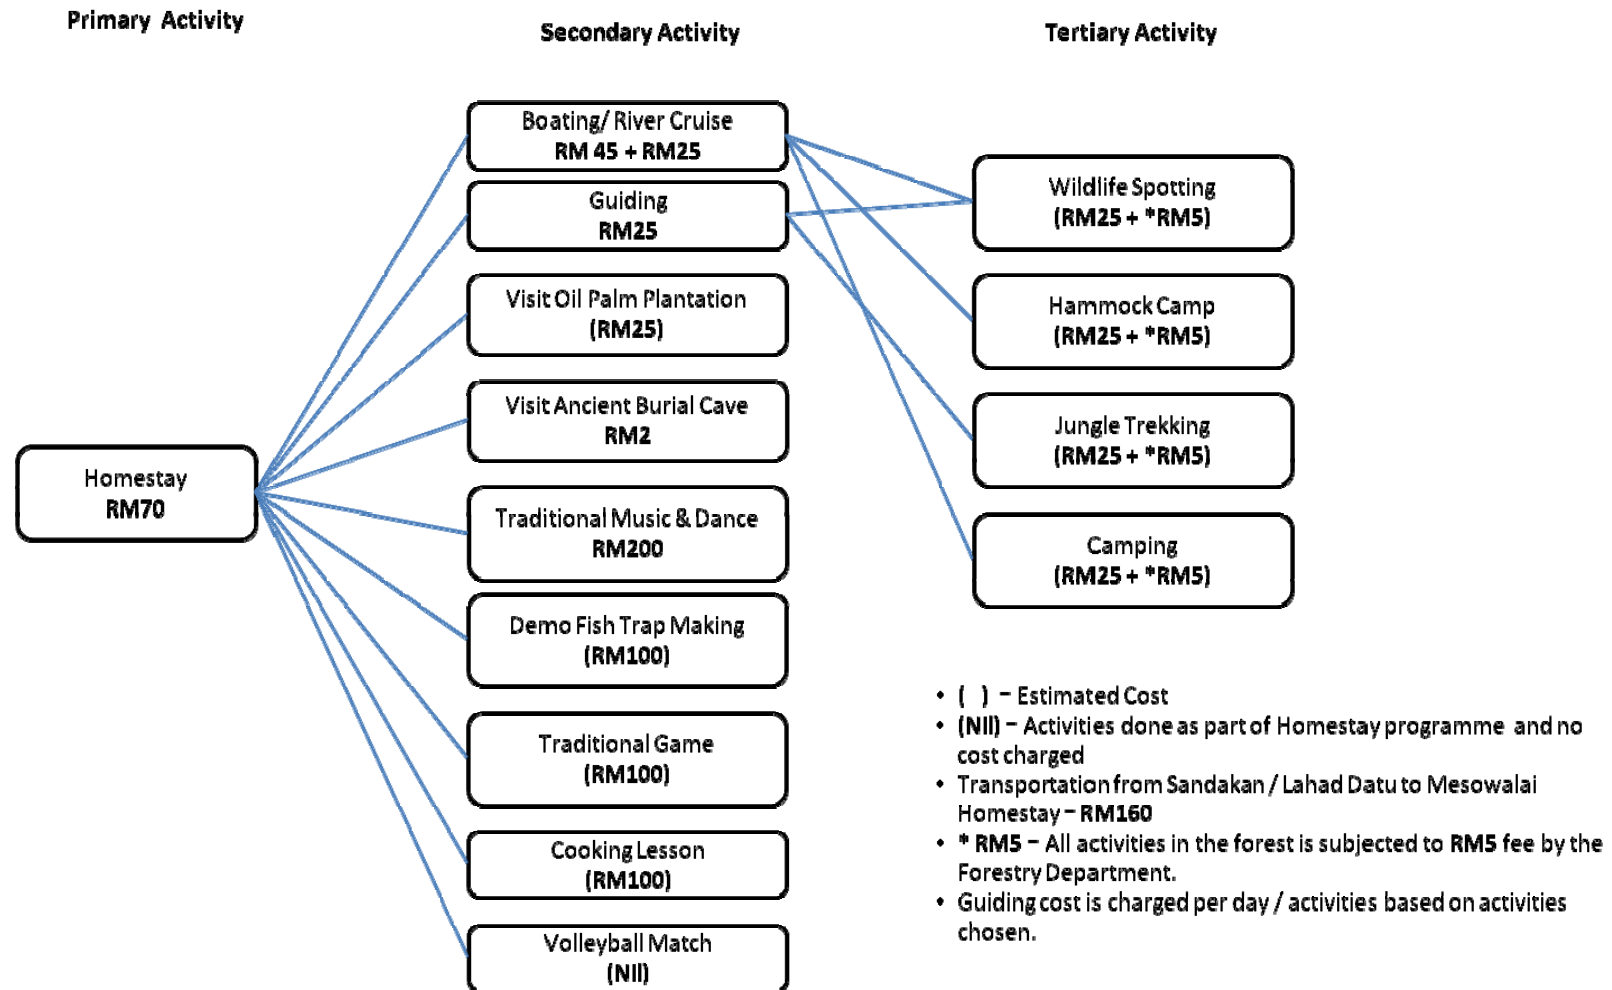 Primary Activity
Secondary Activity
Tertiary Activity
Homestay
RM70
Boating/ River Cruise
RM 45 + RM25
Guiding
RM25
Visit Oil Palm Plantation
(RM25)
Visit Ancient Burial Cave
RM2
Traditional Music & Dance
RM200
Demo Fish Trap Making
(RM100)
Traditional Game
(RM100)
Cooking Lesson
(RM100)
Volleyball Match
(NIl)
Wildlife Spotting
(RM25 + *RM5)
Hammock Camp
(RM25 + *RM5)
Jungle Trekking
(RM25 + *RM5)
Camping
(RM25 + *RM5)
• ( ) – Estimated Cost
• (NIl) – Activities done as part of Homestay programme and no
cost charged
• Transportation from Sandakan / Lahad Datu to Mesowalai
Homestay – RM160
• * RM5 – All activities in the forest is subjected to RM5 fee by the
Forestry Department.
• Guiding cost is charged per day / activities based on activities
chosen.